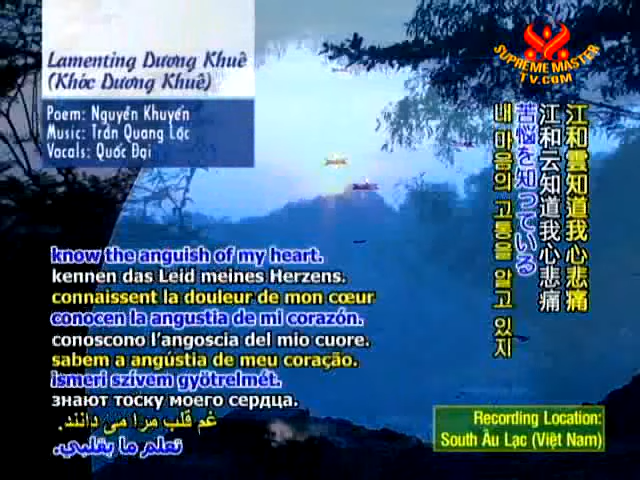 Lamenting Dương Khuê
(Khóc Dương Khuê)
Poem: Nguyễn Khuyến
Music: Trần Quang Lộc
Vocals: Quốc Đại
SUPREME MASTER
TV.COM
江和雲知道我心悲痛
江和云知道我心悲痛
苦悩を知っている
내 마음의 고통을 알고 있지
know the anguish of my heart.
kennen das Leid meines Herzens.
connaissent la douleur de mon cœur
conocen la angustia de mi corazón.
conoscono l'angoscia del mio cuore.
sabem a angústia de meu coração.
ismeri szívem gyötrelmét.
знают тоску моего сердца.
غم قلب مرا می دانند.
تعلم ما بقلبي.
Recording Location:
South Âu Lạc (Việt Nam)